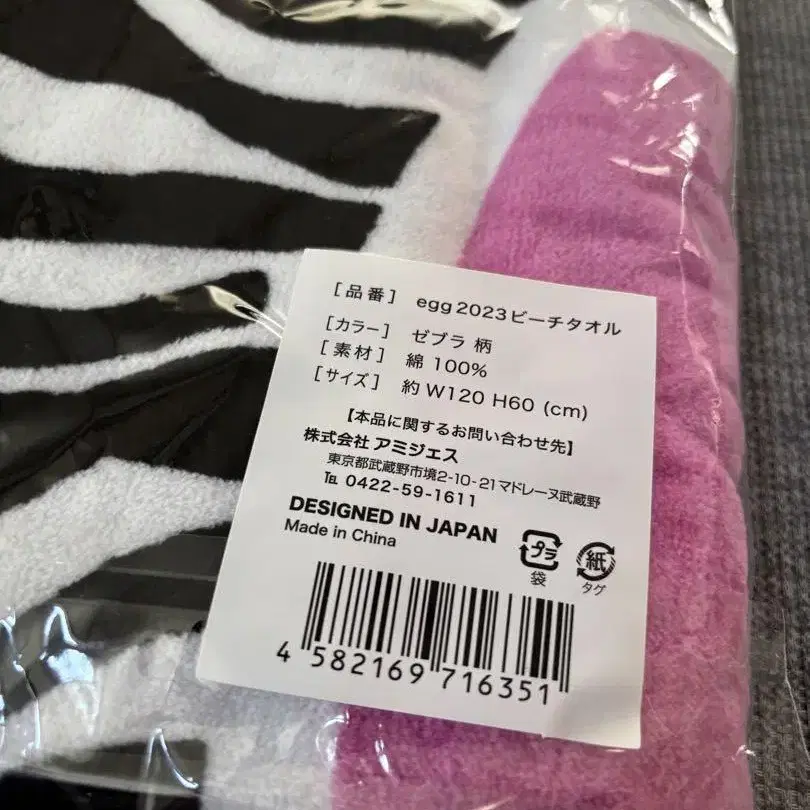 [品番] egg2023ビーチタオル
[カラー] ゼブラ 柄
[素材] 綿 100%
[サイズ] 約 W120 H60 (cm)
【本品に関するお問い合わせ先】
株式会社 アミジェス
東京都武蔵野市境2-10-21マドレーヌ武蔵野
℡ 0422-59-1611
DESIGNED IN JAPAN
Made in China
プラ
袋
紙
タグ
4 582169 716351